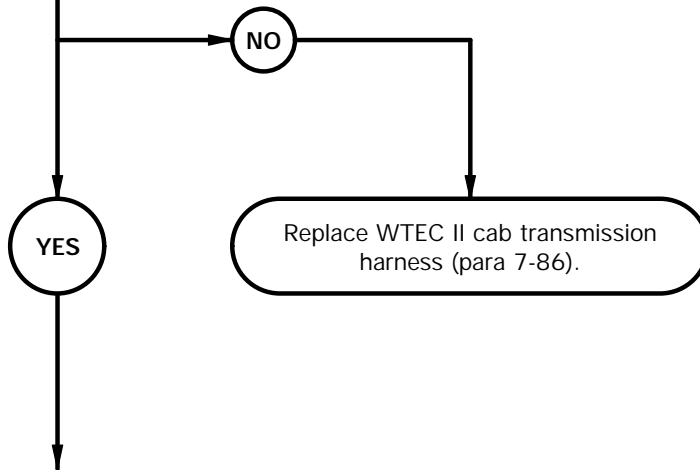 NO
YES
Replace WTEC II cab transmission
harness (para 7-86).